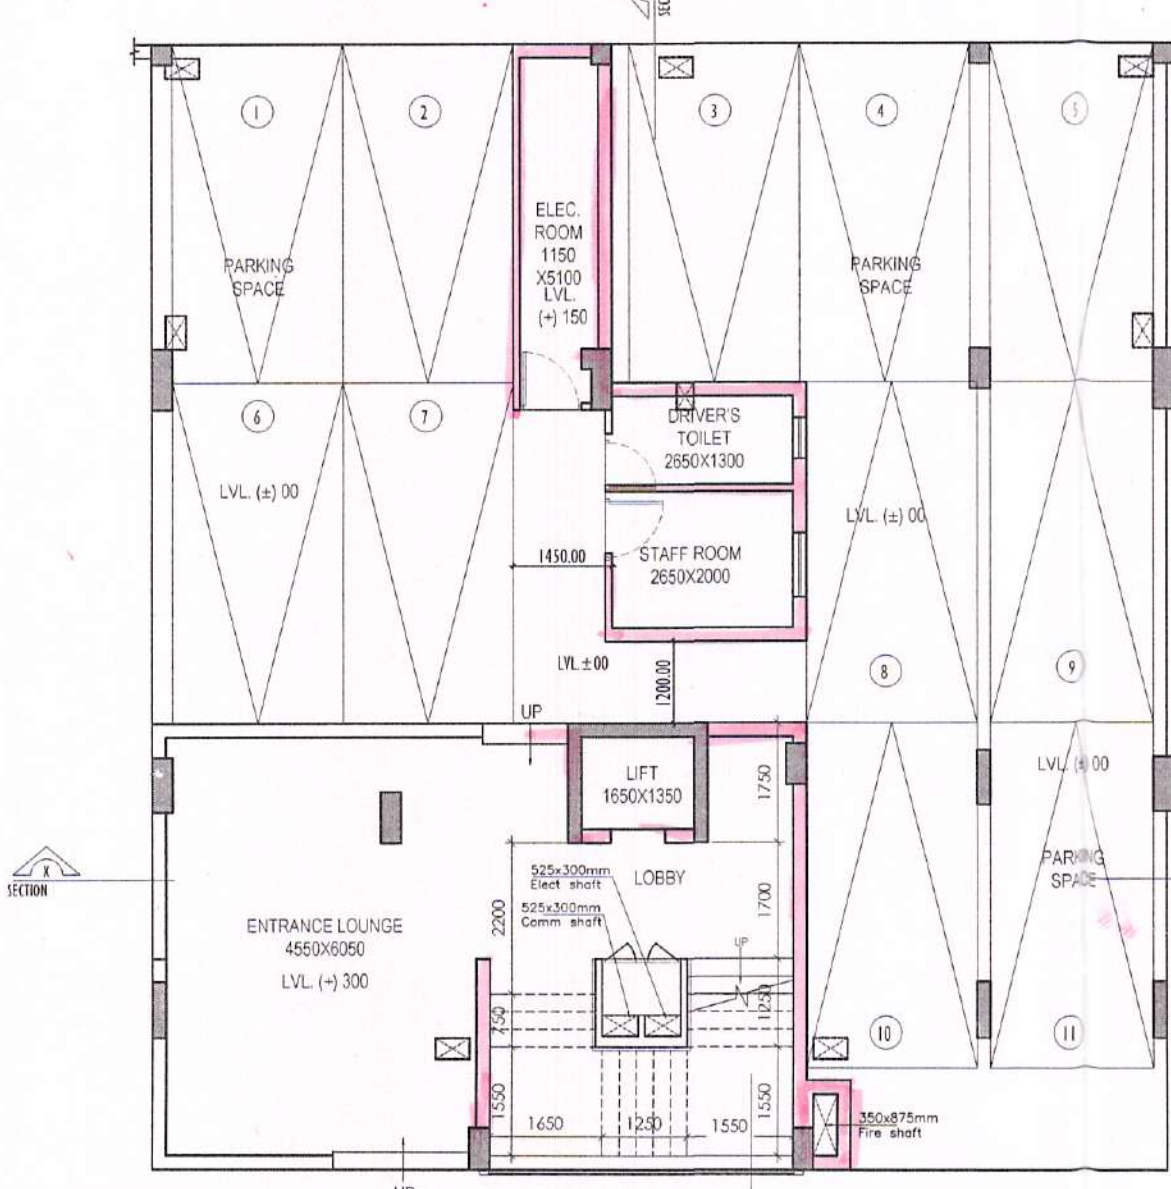 SEC
1
2
3
4
5
ELEC.
ROOM
1150
X5100
LVL.
(+) 150
PARKING
SPACE
PARKING
SPACE
6
7
DRIVER'S
TOILET
2650X1300
LVL. (±) 00
LVL. (±) 00
1450.00
STAFF ROOM
2650X2000
LVL. ± 00
1200.00
8
9
UP
LIFT
1650X1350
1750
LVL. (±) 00
PARKING
SPACE
X
SECTION
525x300mm
Elect shaft
LOBBY
525x300mm
Comm shaft
2200
1700
ENTRANCE LOUNGE
4550X6050
LVL. (+) 300
UP
750
1250
10
11
1550
1550
1650
1250
1550
350x875mm
Fire shaft
UP